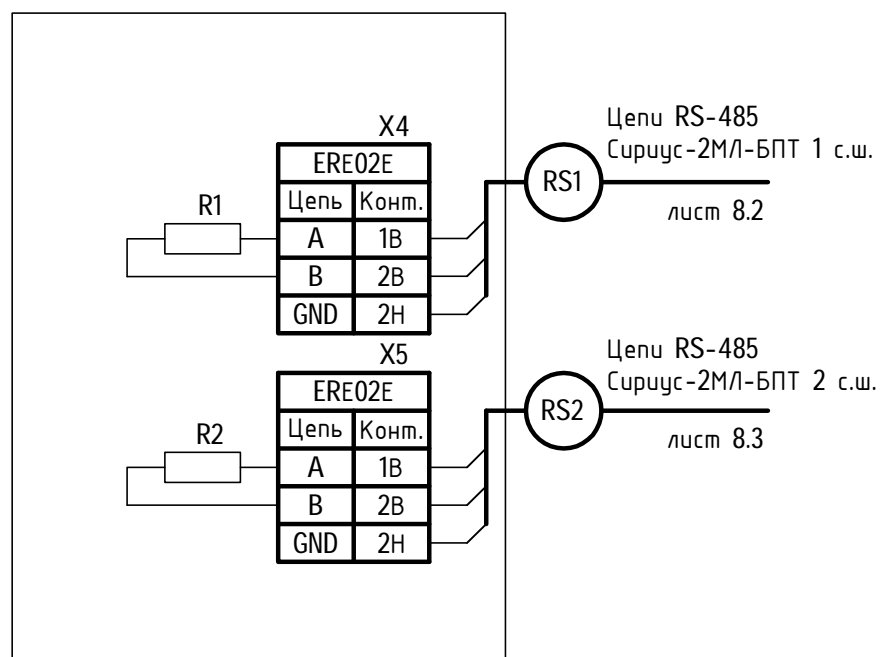 X4
ERE02E
Цепь Конт.
R1
A 1В
B 2В
GND 2Н
RS1
Цепи RS-485
Сириус-2МЛ-БПТ 1 с.ш.
лист 8.2
X5
ERE02E
Цепь Конт.
R2
A 1В
B 2В
GND 2Н
RS2
Цепи RS-485
Сириус-2МЛ-БПТ 2 с.ш.
лист 8.3